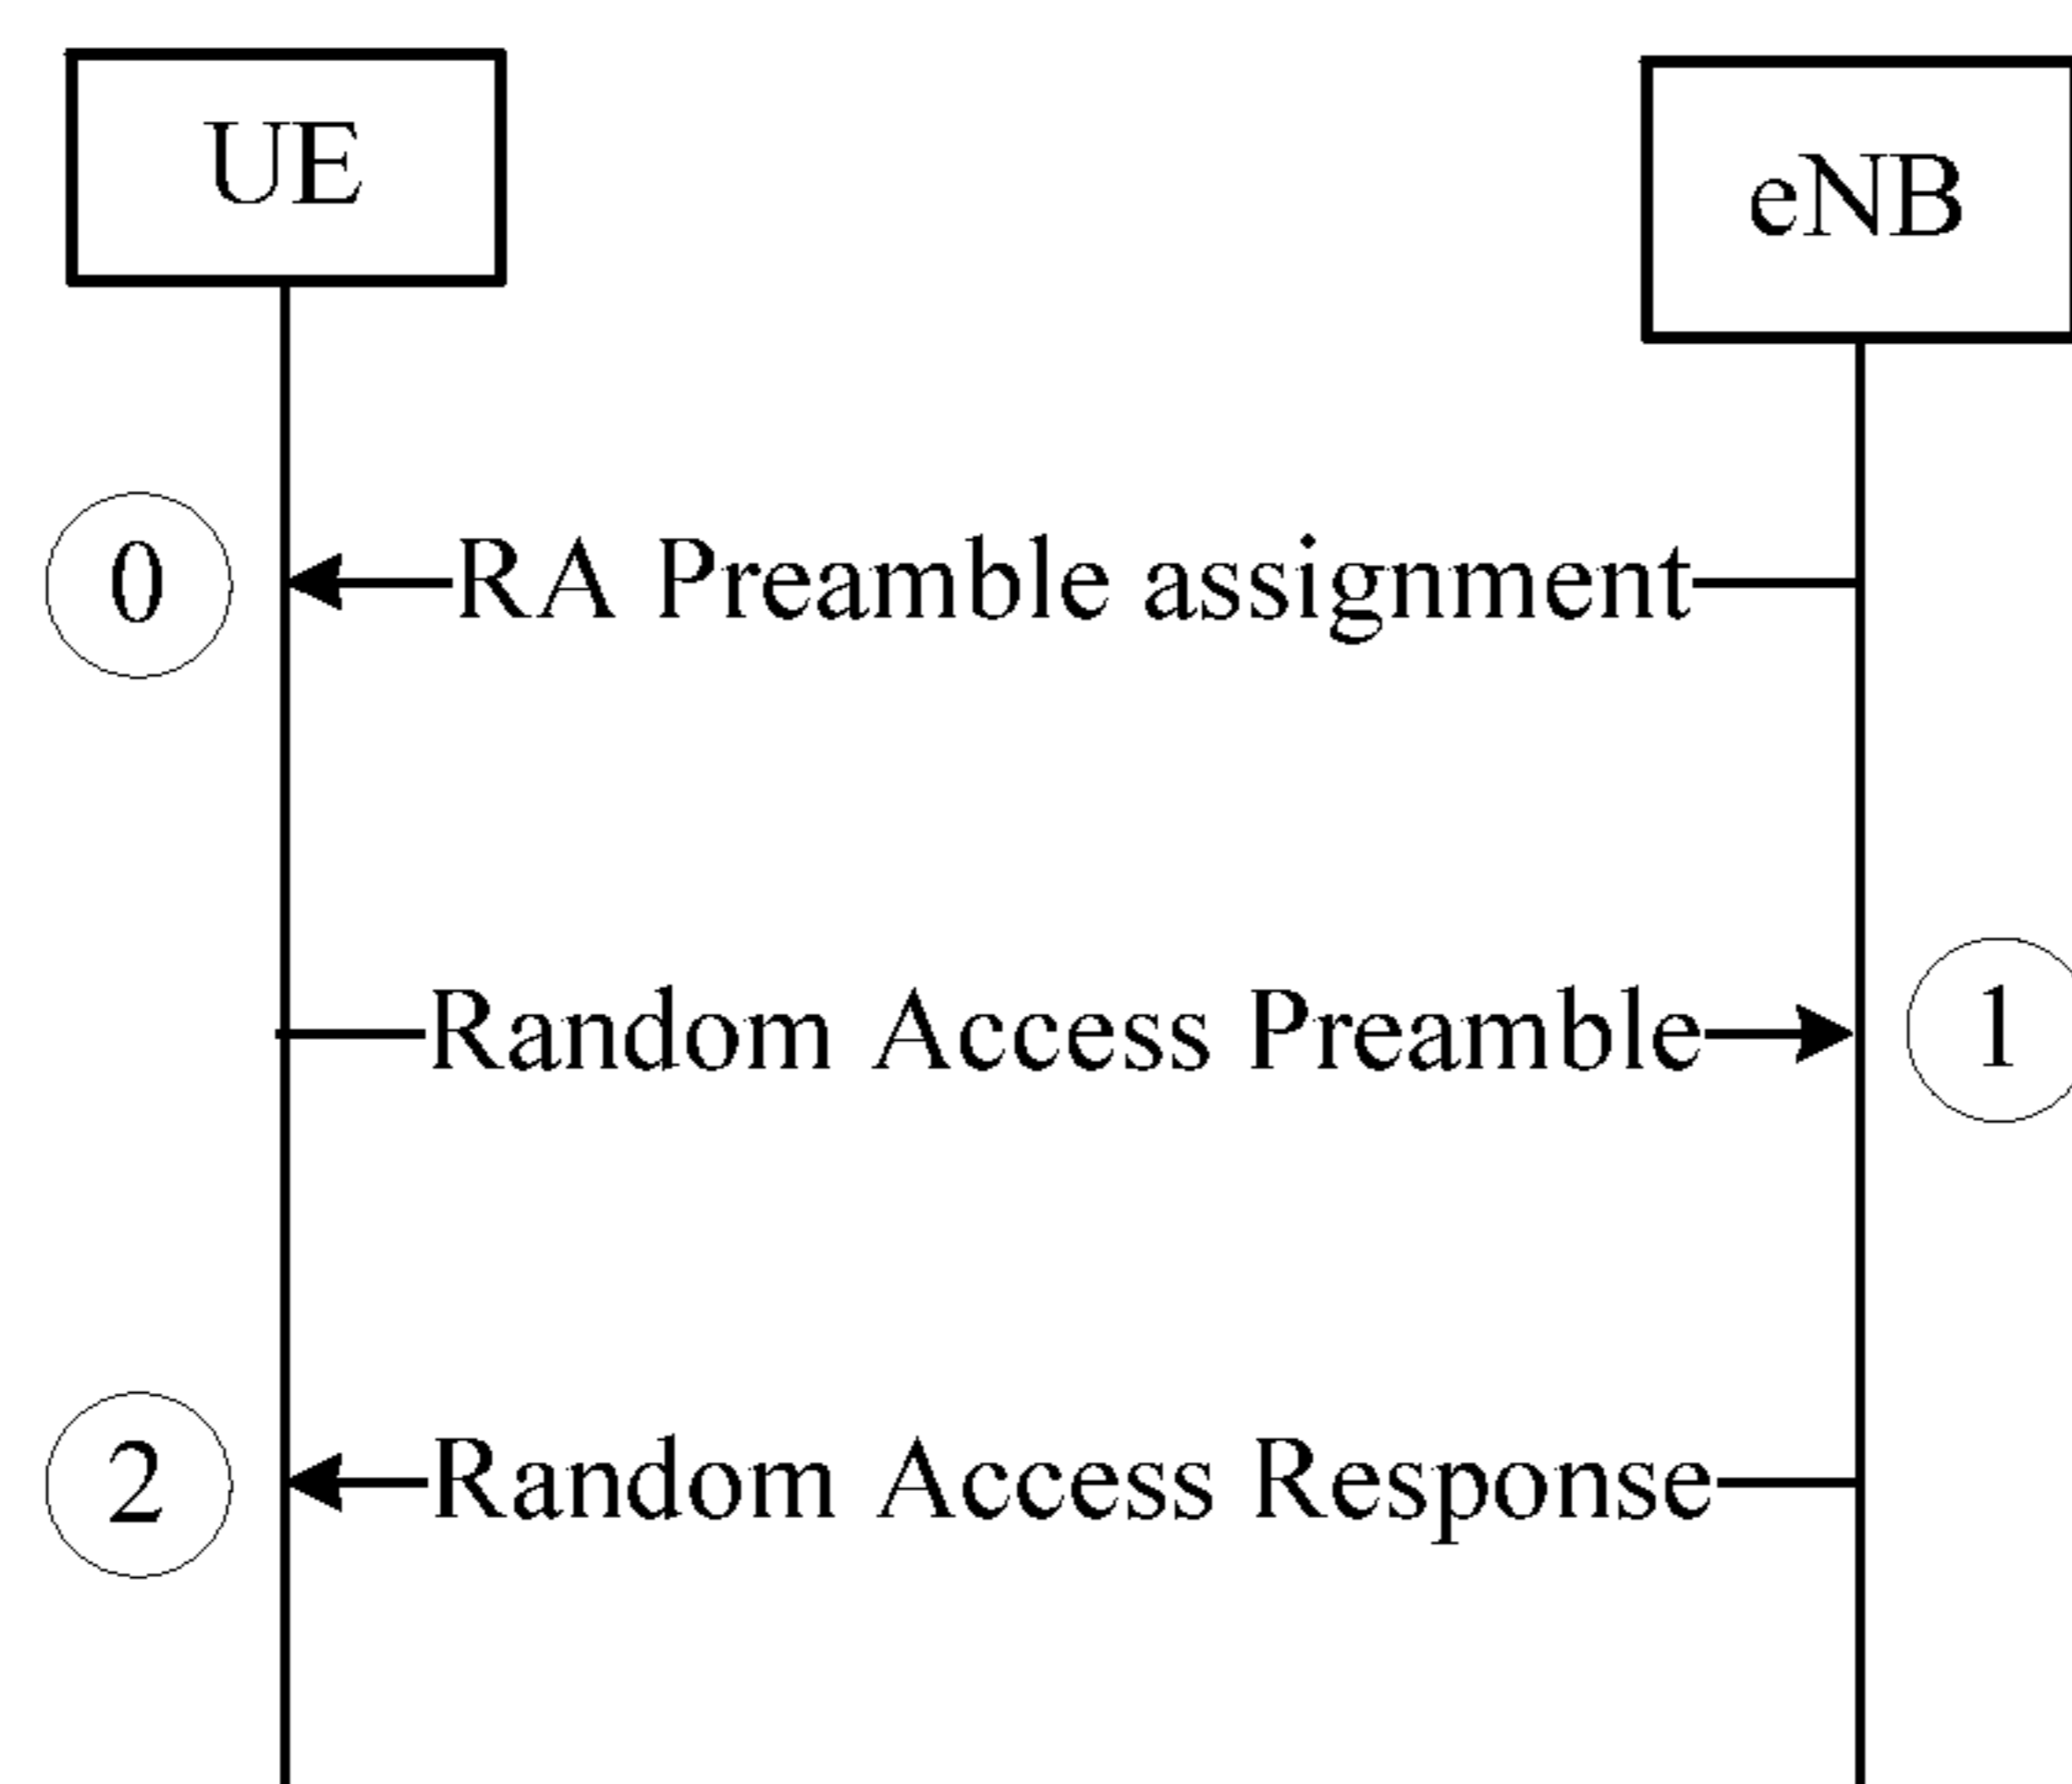 UE
eNB
0
RA Preamble assignment
Random Access Preamble
1
2
Random Access Response